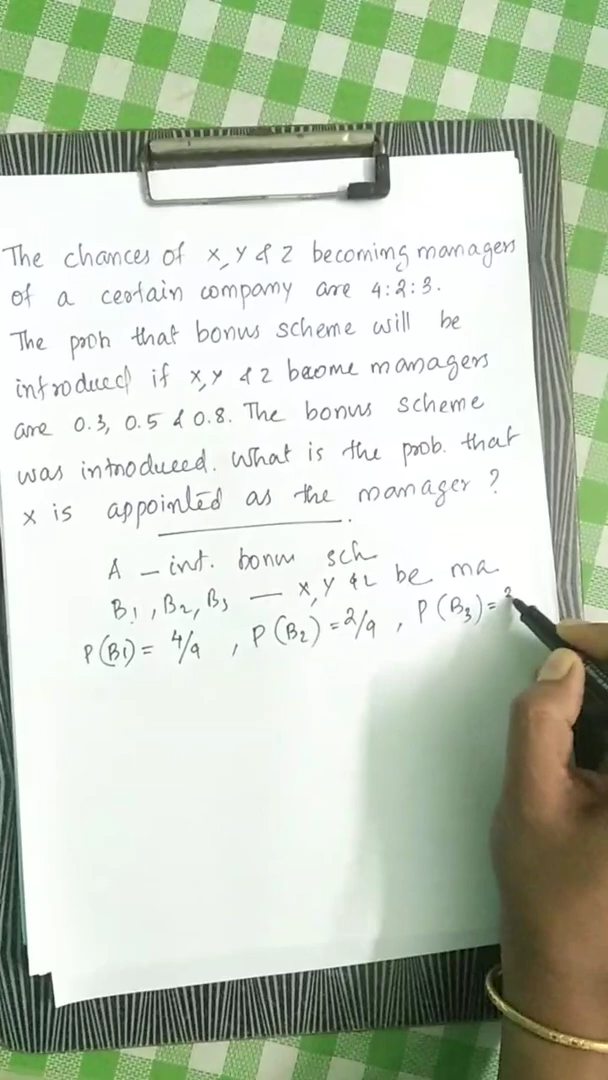 The chances of X, Y & Z becoming managers
of a certain company are 4:2:3.
The prob that bonus scheme will be
introduced if X, Y & Z become managers
are 0.3, 0.5 & 0.8. The bonus scheme
was introduced. What is the prob. that
X is appointed as the manager?
A – int. bonus sch
B₁, B₂, B₃ — X, Y & Z be ma
P(B1) = 4/9, P(B₂) = 2/9, P(B₃) = 3